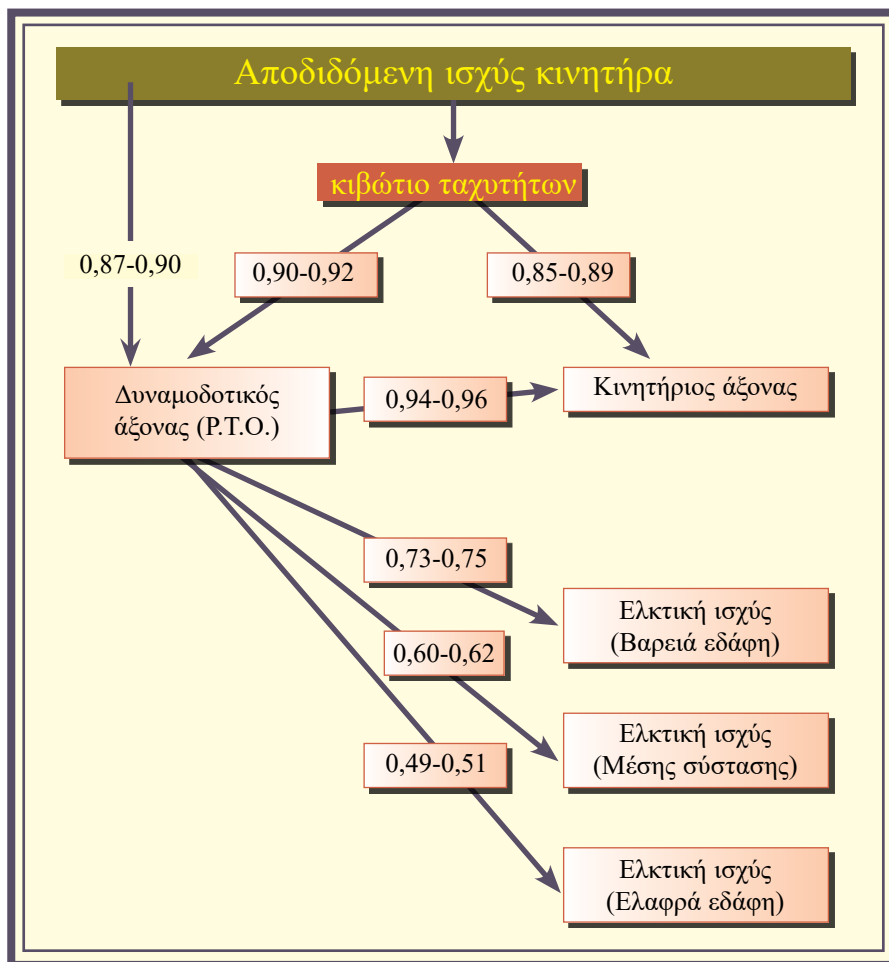 Αποδιδόμενη ισχύς κινητήρα
κιβώτιο ταχυτήτων
0,87-0,90
0,90-0,92
0,85-0,89
Δυναμοδοτικός
άξονας (P.T.O.)
0,94-0,96
Κινητήριος άξονας
0,73-0,75
Ελκτική ισχύς
(Βαρειά εδάφη)
0,60-0,62
Ελκτική ισχύς
(Μέσης σύστασης)
0,49-0,51
Ελκτική ισχύς
(Ελαφρά εδάφη)